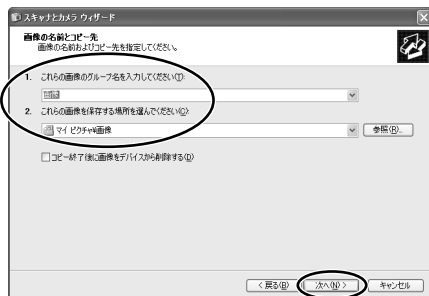 スキャナとカメラ ウィザード
画像の名前とコピー先
画像の名前およびコピー先を指定してください。
1. これらの画像のグループ名を入力してください(T):
画像
2. これらの画像を保存する場所を選んでください(C):
マイ ピクチャ¥画像
参照(R)...
コピー終了後に画像をデバイスから削除する(D)
< 戻る(B)
次へ(N) >
キャンセル